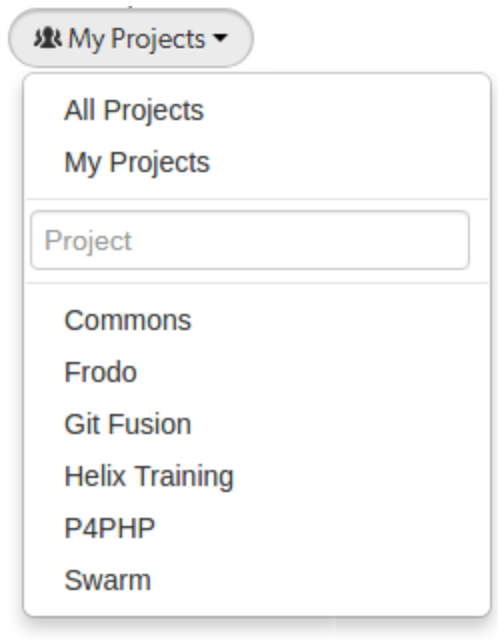 My Projects
All Projects
My Projects
Project
Commons
Frodo
Git Fusion
Helix Training
P4PHP
Swarm